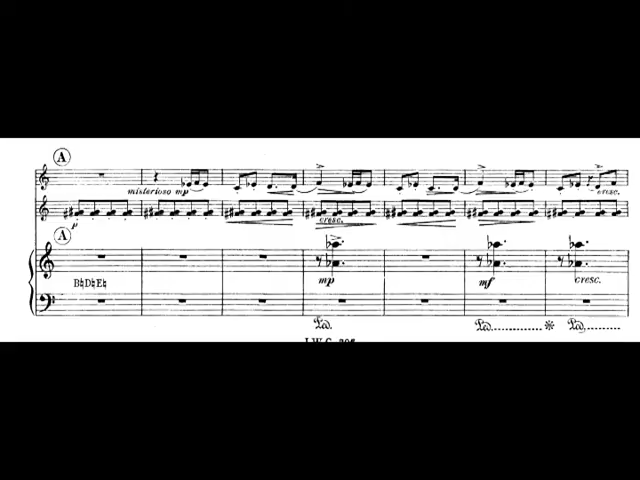 A
misterioso mp
cresc.
p
cresc.
A
B♮D♮E♮
mp
mf
cresc.
Ped.
Ped.
Ped.